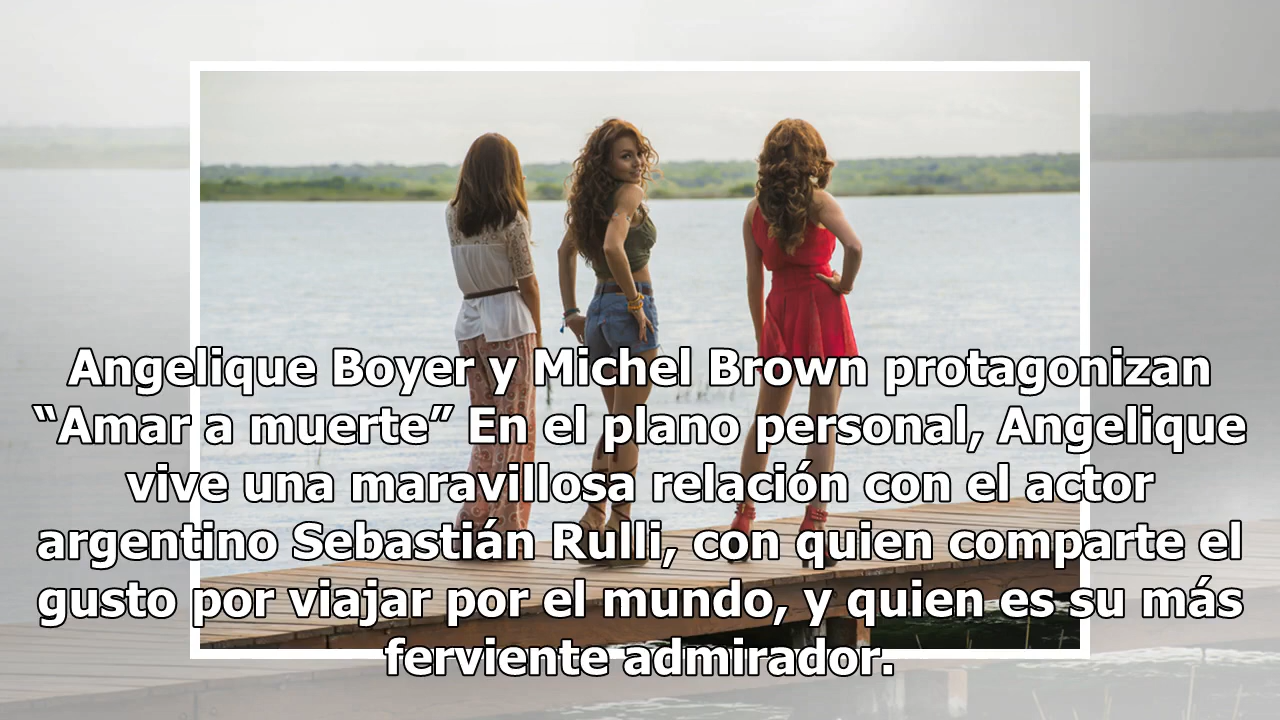 Angelique Boyer y Michel Brown protagonizan
“Amar a muerte” En el plano personal, Angelique
vive una maravillosa relación con el actor
argentino Sebastián Rulli, con quien comparte el
gusto por viajar por el mundo, y quien es su más
ferviente admirador.